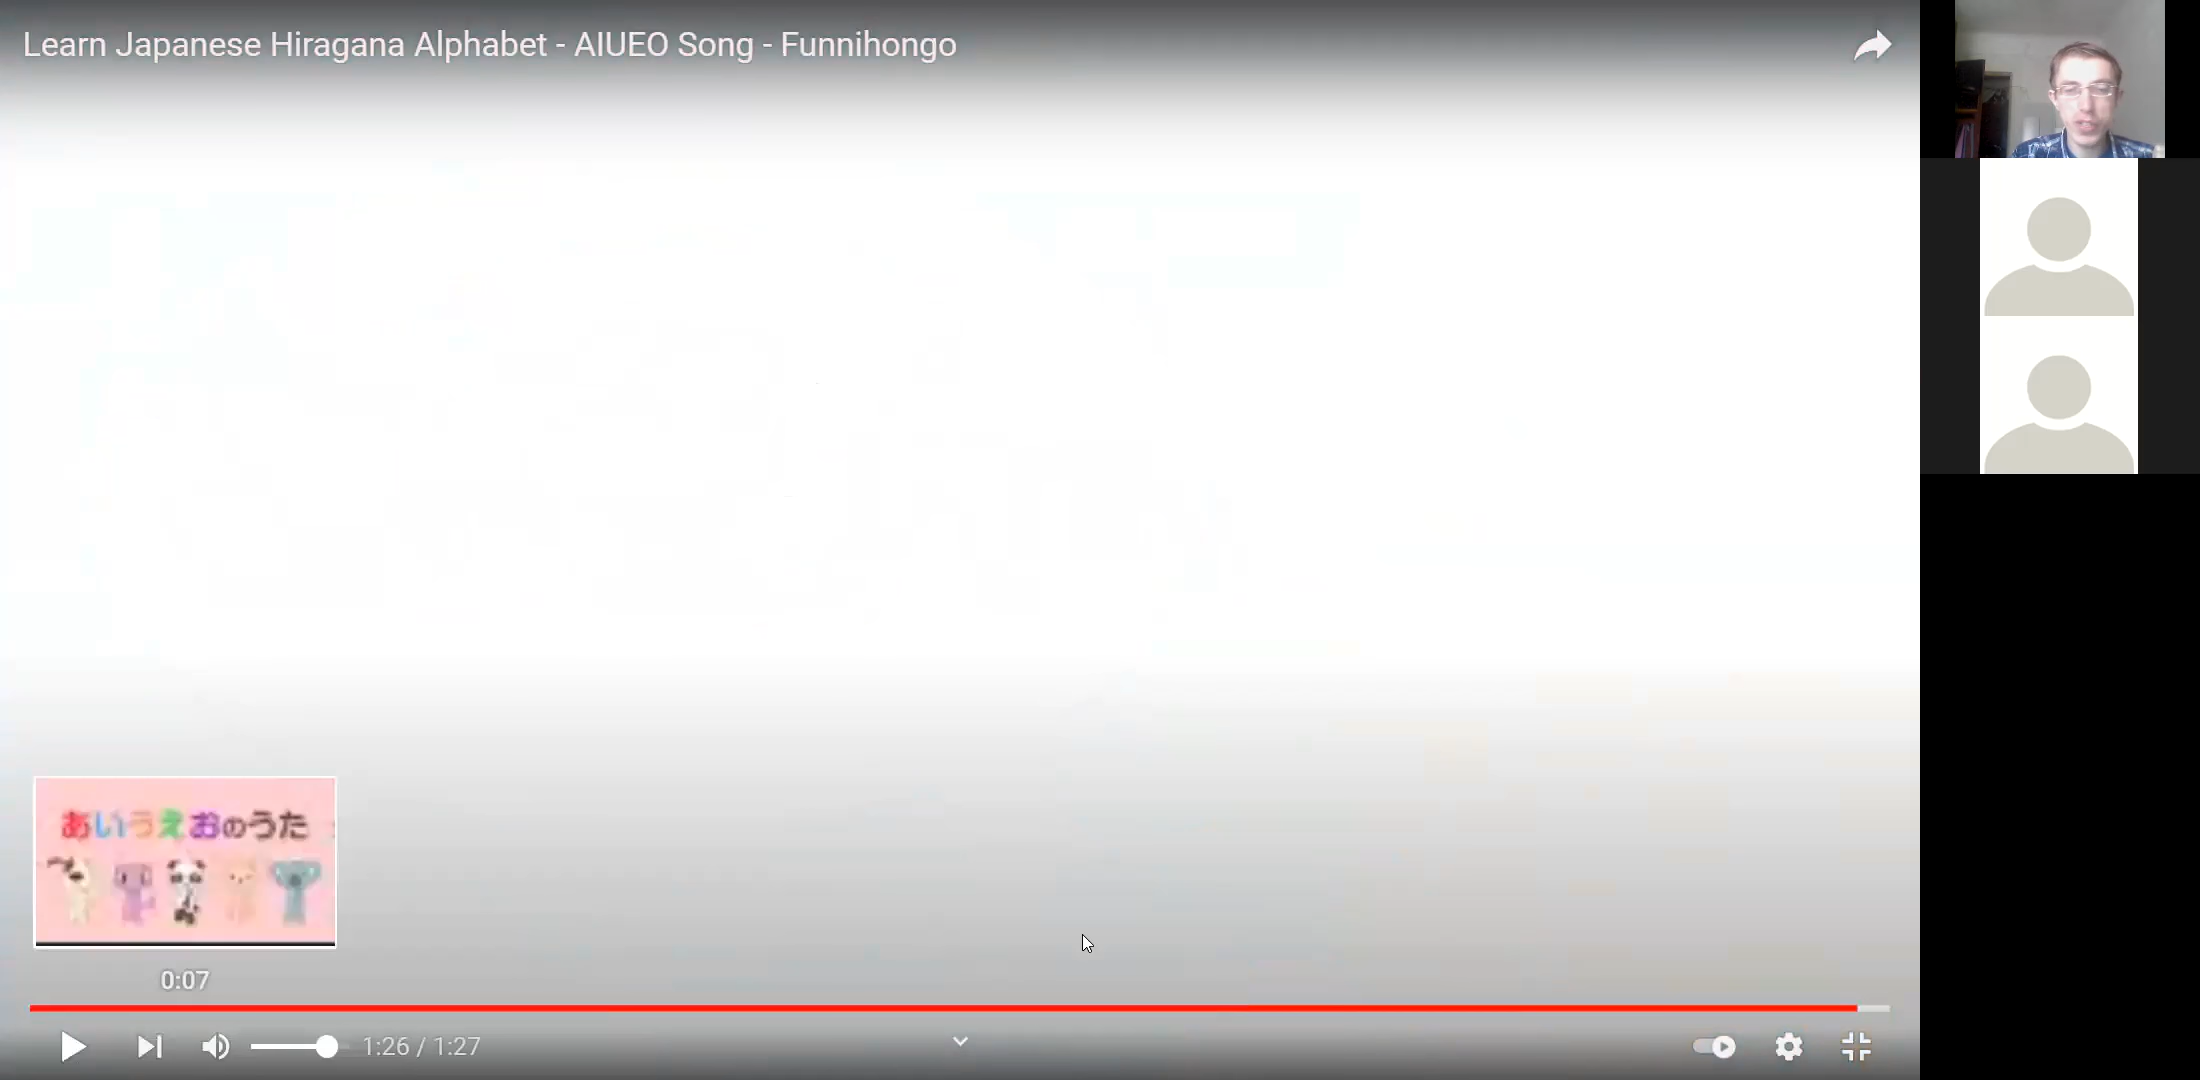 Learn Japanese Hiragana Alphabet - AIUEO Song - Funnihongo
あいうえおのうた
0:07
1:26 / 1:27